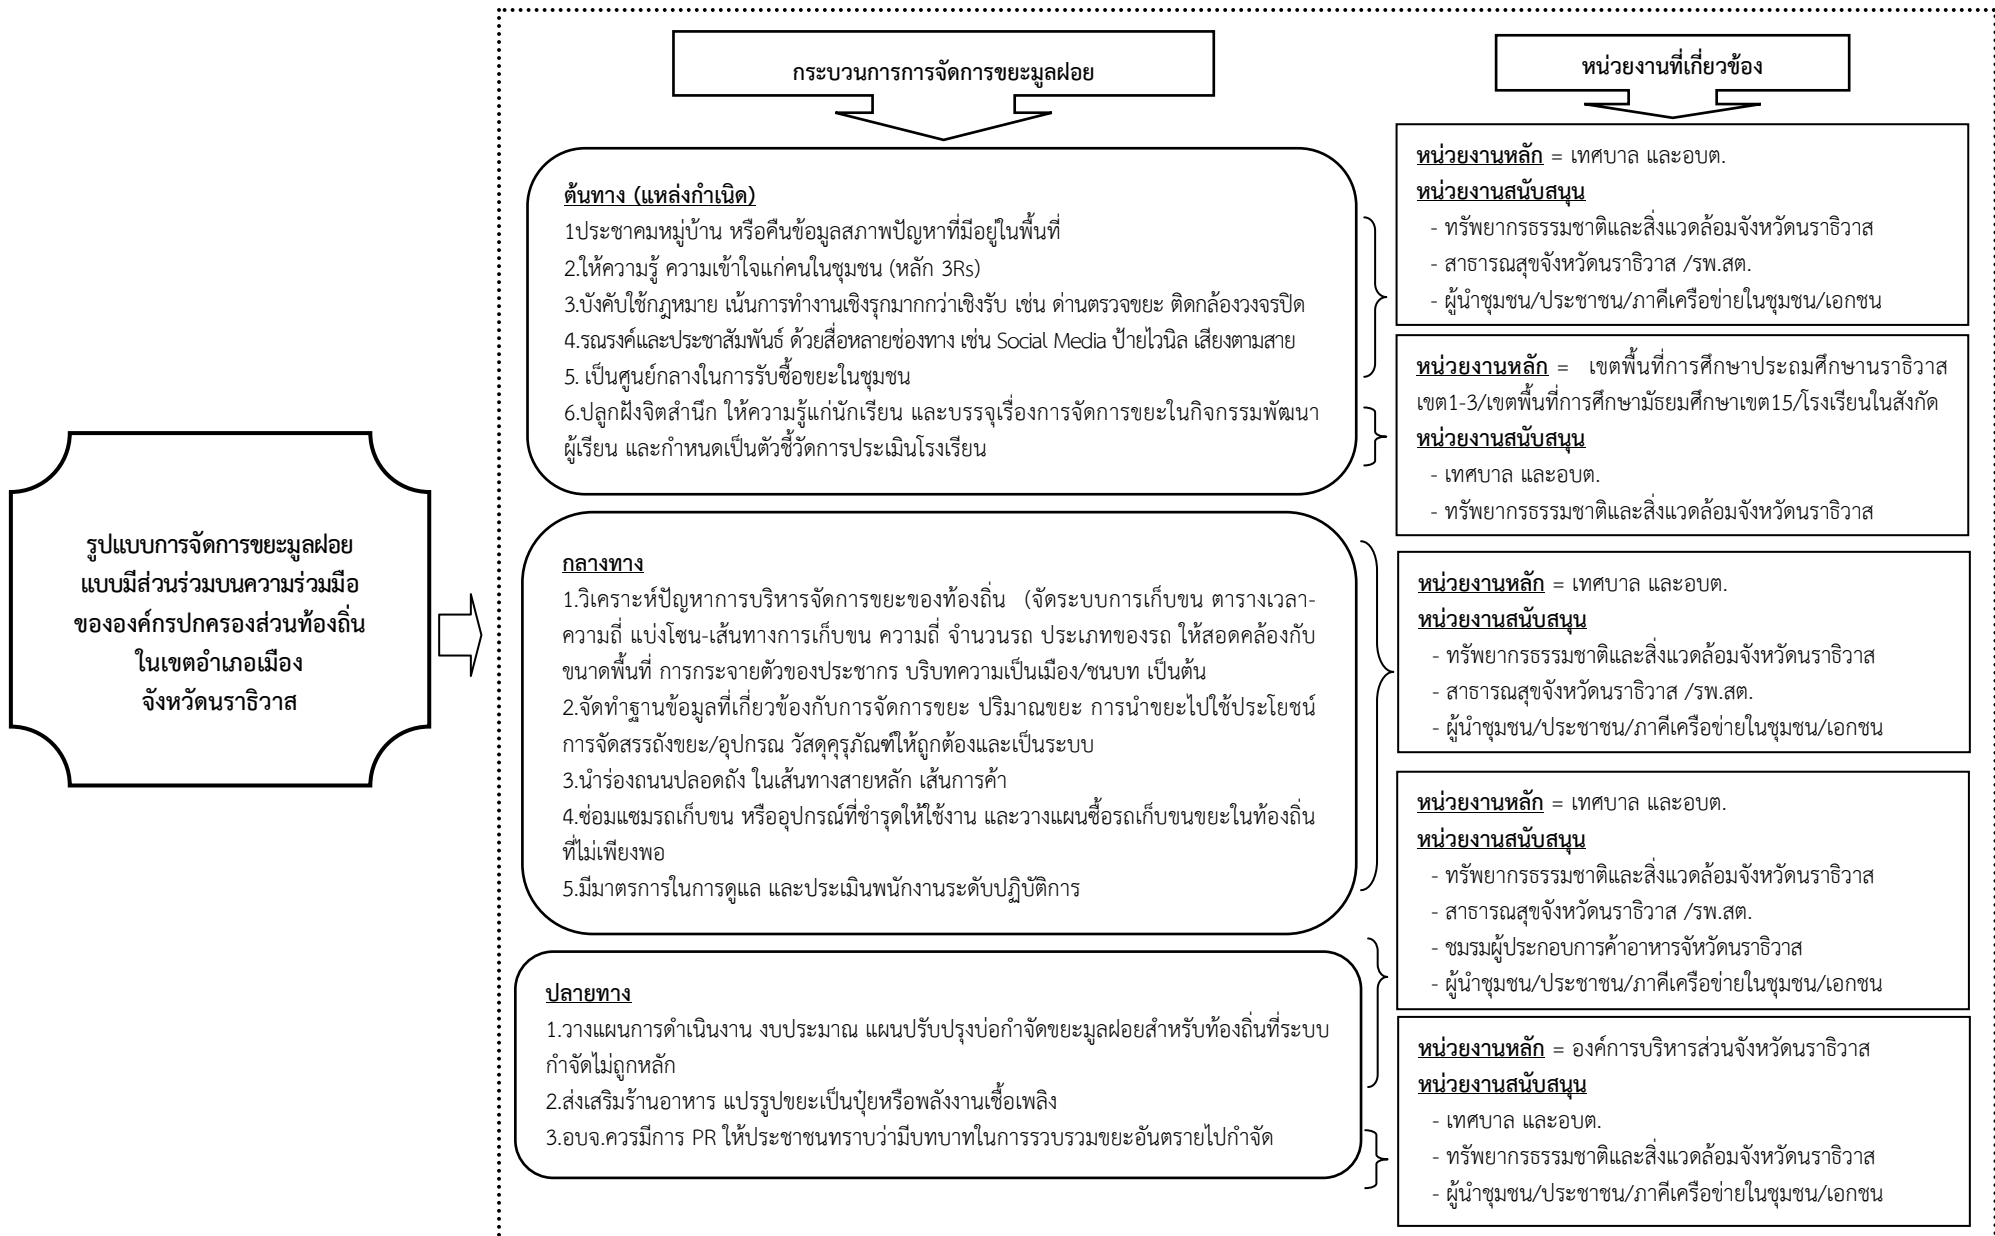 กระบวนการการจัดการขยะมูลฝอย
หน่วยงานที่เกี่ยวข้อง
รูปแบบการจัดการขยะมูลฝอย
แบบมีส่วนร่วมบนความร่วมมือ
ขององค์กรปกครองส่วนท้องถิ่น
ในเขตอำเภอเมือง
จังหวัดนราธิวาส
ต้นทาง (แหล่งกำเนิด)
1ประชาคมหมู่บ้าน หรือคืนข้อมูลสภาพปัญหาที่มีอยู่ในพื้นที่
2.ให้ความรู้ ความเข้าใจแก่คนในชุมชน (หลัก 3Rs)
3.บังคับใช้กฎหมาย เน้นการทำงานเชิงรุกมากกว่าเชิงรับ เช่น ด่านตรวจขยะ ติดกล้องวงจรปิด
4.รณรงค์และประชาสัมพันธ์ ด้วยสื่อหลายช่องทาง เช่น Social Media ป้ายไวนิล เสียงตามสาย
5. เป็นศูนย์กลางในการรับซื้อขยะในชุมชน
6.ปลูกฝังจิตสำนึก ให้ความรู้แก่นักเรียน และบรรจุเรื่องการจัดการขยะในกิจกรรมพัฒนา
ผู้เรียน และกำหนดเป็นตัวชี้วัดการประเมินโรงเรียน
หน่วยงานหลัก = เทศบาล และอบต.
หน่วยงานสนับสนุน
- ทรัพยากรธรรมชาติและสิ่งแวดล้อมจังหวัดนราธิวาส
- สาธารณสุขจังหวัดนราธิวาส /รพ.สต.
- ผู้นำชุมชน/ประชาชน/ภาคีเครือข่ายในชุมชน/เอกชน
หน่วยงานหลัก = เขตพื้นที่การศึกษาประถมศึกษานราธิวาส
เขต1-3/เขตพื้นที่การศึกษามัธยมศึกษาเขต15/โรงเรียนในสังกัด
หน่วยงานสนับสนุน
- เทศบาล และอบต.
- ทรัพยากรธรรมชาติและสิ่งแวดล้อมจังหวัดนราธิวาส
กลางทาง
1.วิเคราะห์ปัญหาการบริหารจัดการขยะของท้องถิ่น (จัดระบบการเก็บขน ตารางเวลา-
ความถี่ แบ่งโซน-เส้นทางการเก็บขน ความถี่ จำนวนรถ ประเภทของรถ ให้สอดคล้องกับ
ขนาดพื้นที่ การกระจายตัวของประชากร บริบทความเป็นเมือง/ชนบท เป็นต้น
2.จัดทำฐานข้อมูลที่เกี่ยวข้องกับการจัดการขยะ ปริมาณขยะ การนำขยะไปใช้ประโยชน์
การจัดสรรถังขยะ/อุปกรณ วัสดุคุรุภัณฑ์ให้ถูกต้องและเป็นระบบ
3.นำร่องถนนปลอดถัง ในเส้นทางสายหลัก เส้นการค้า
4.ซ่อมแซมรถเก็บขน หรืออุปกรณ์ที่ชำรุดให้ใช้งาน และวางแผนซื้อรถเก็บขนขยะในท้องถิ่น
ที่ไม่เพียงพอ
5.มีมาตรการในการดูแล และประเมินพนักงานระดับปฏิบัติการ
หน่วยงานหลัก = เทศบาล และอบต.
หน่วยงานสนับสนุน
- ทรัพยากรธรรมชาติและสิ่งแวดล้อมจังหวัดนราธิวาส
- สาธารณสุขจังหวัดนราธิวาส /รพ.สต.
- ผู้นำชุมชน/ประชาชน/ภาคีเครือข่ายในชุมชน/เอกชน
ปลายทาง
1.วางแผนการดำเนินงาน งบประมาณ แผนปรับปรุงบ่อกำจัดขยะมูลฝอยสำหรับท้องถิ่นที่ระบบ
กำจัดไม่ถูกหลัก
2.ส่งเสริมร้านอาหาร แปรรูปขยะเป็นปุ๋ยหรือพลังงานเชื้อเพลิง
3.อบจ.ควรมีการ PR ให้ประชาชนทราบว่ามีบทบาทในการรวบรวมขยะอันตรายไปกำจัด
หน่วยงานหลัก = เทศบาล และอบต.
หน่วยงานสนับสนุน
- ทรัพยากรธรรมชาติและสิ่งแวดล้อมจังหวัดนราธิวาส
- สาธารณสุขจังหวัดนราธิวาส /รพ.สต.
- ชมรมผู้ประกอบการค้าอาหารจัหวัดนราธิวาส
- ผู้นำชุมชน/ประชาชน/ภาคีเครือข่ายในชุมชน/เอกชน
หน่วยงานหลัก = องค์การบริหารส่วนจังหวัดนราธิวาส
หน่วยงานสนับสนุน
- เทศบาล และอบต.
- ทรัพยากรธรรมชาติและสิ่งแวดล้อมจังหวัดนราธิวาส
- ผู้นำชุมชน/ประชาชน/ภาคีเครือข่ายในชุมชน/เอกชน